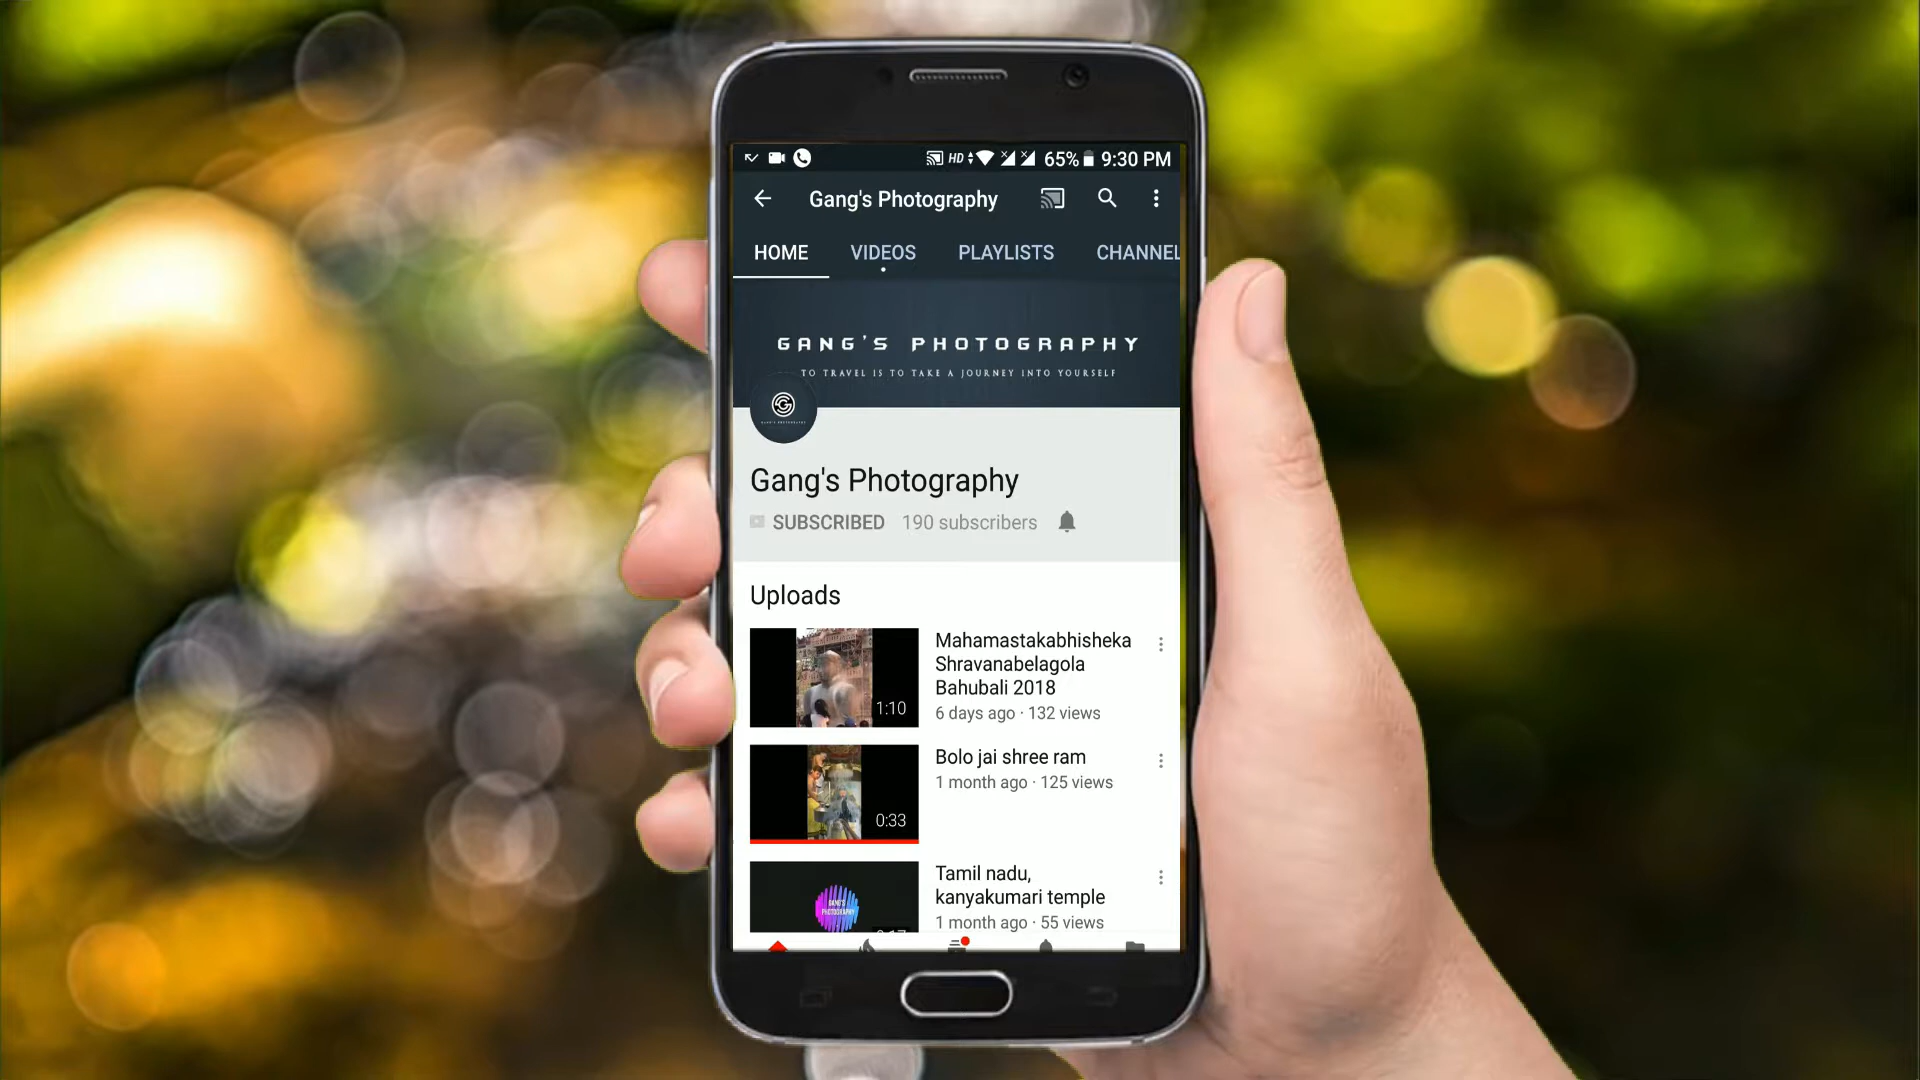 HD 65% 9:30 PM
Gang's Photography
HOME VIDEOS PLAYLISTS CHANNEL
GANG'S PHOTOGRAPHY
TO TRAVEL IS TO TAKE A JOURNEY INTO YOURSELF
Gang's Photography
SUBSCRIBED 190 subscribers
Uploads
Mahamastakabhisheka
Shravanabelagola
Bahubali 2018
1:10
6 days ago · 132 views
Bolo jai shree ram
1 month ago · 125 views
0:33
Tamil nadu,
kanyakumari temple
GANG'S
PHOTOGRAPHY
1 month ago · 55 views